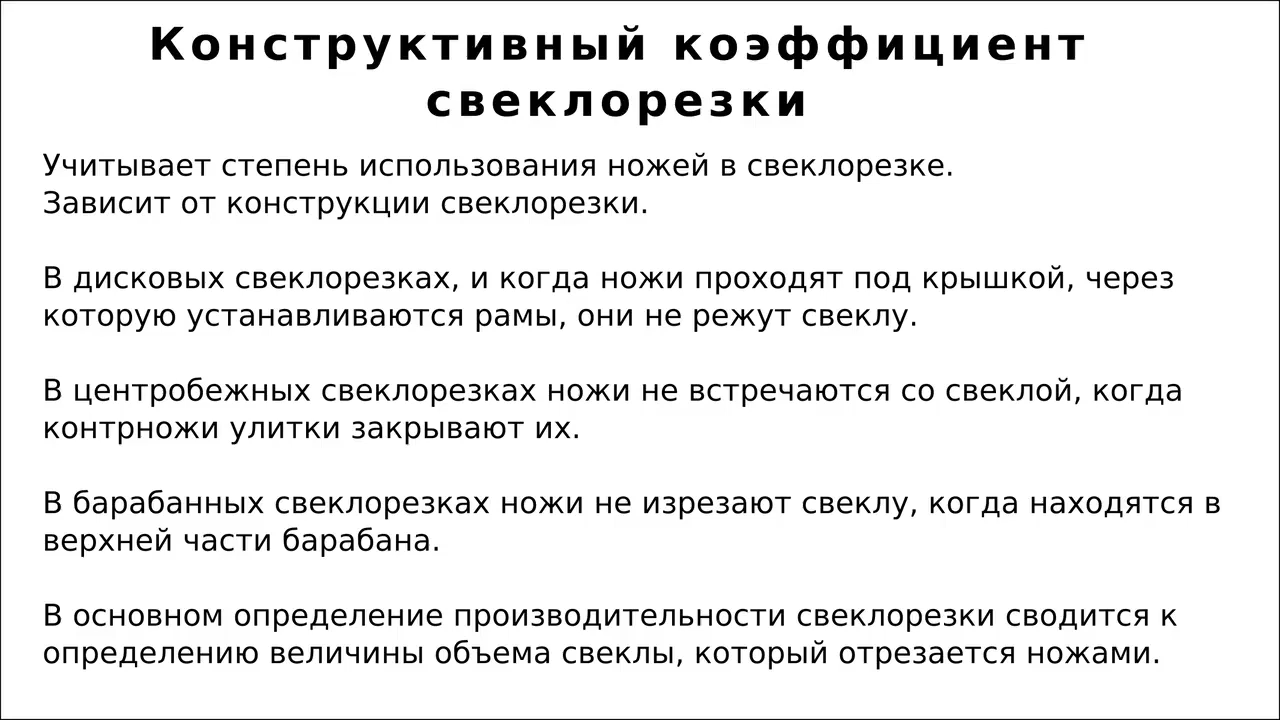 Конструктивный коэффициент
свеклорезки
Учитывает степень использования ножей в свеклорезке.
Зависит от конструкции свеклорезки.
В дисковых свеклорезках, и когда ножи проходят под крышкой, через
которую устанавливаются рамы, они не режут свеклу.
В центробежных свеклорезках ножи не встречаются со свеклой, когда
контрножи улитки закрывают их.
В барабанных свеклорезках ножи не изрезают свеклу, когда находятся в
верхней части барабана.
В основном определение производительности свеклорезки сводится к
определению величины объема свеклы, который отрезается ножами.